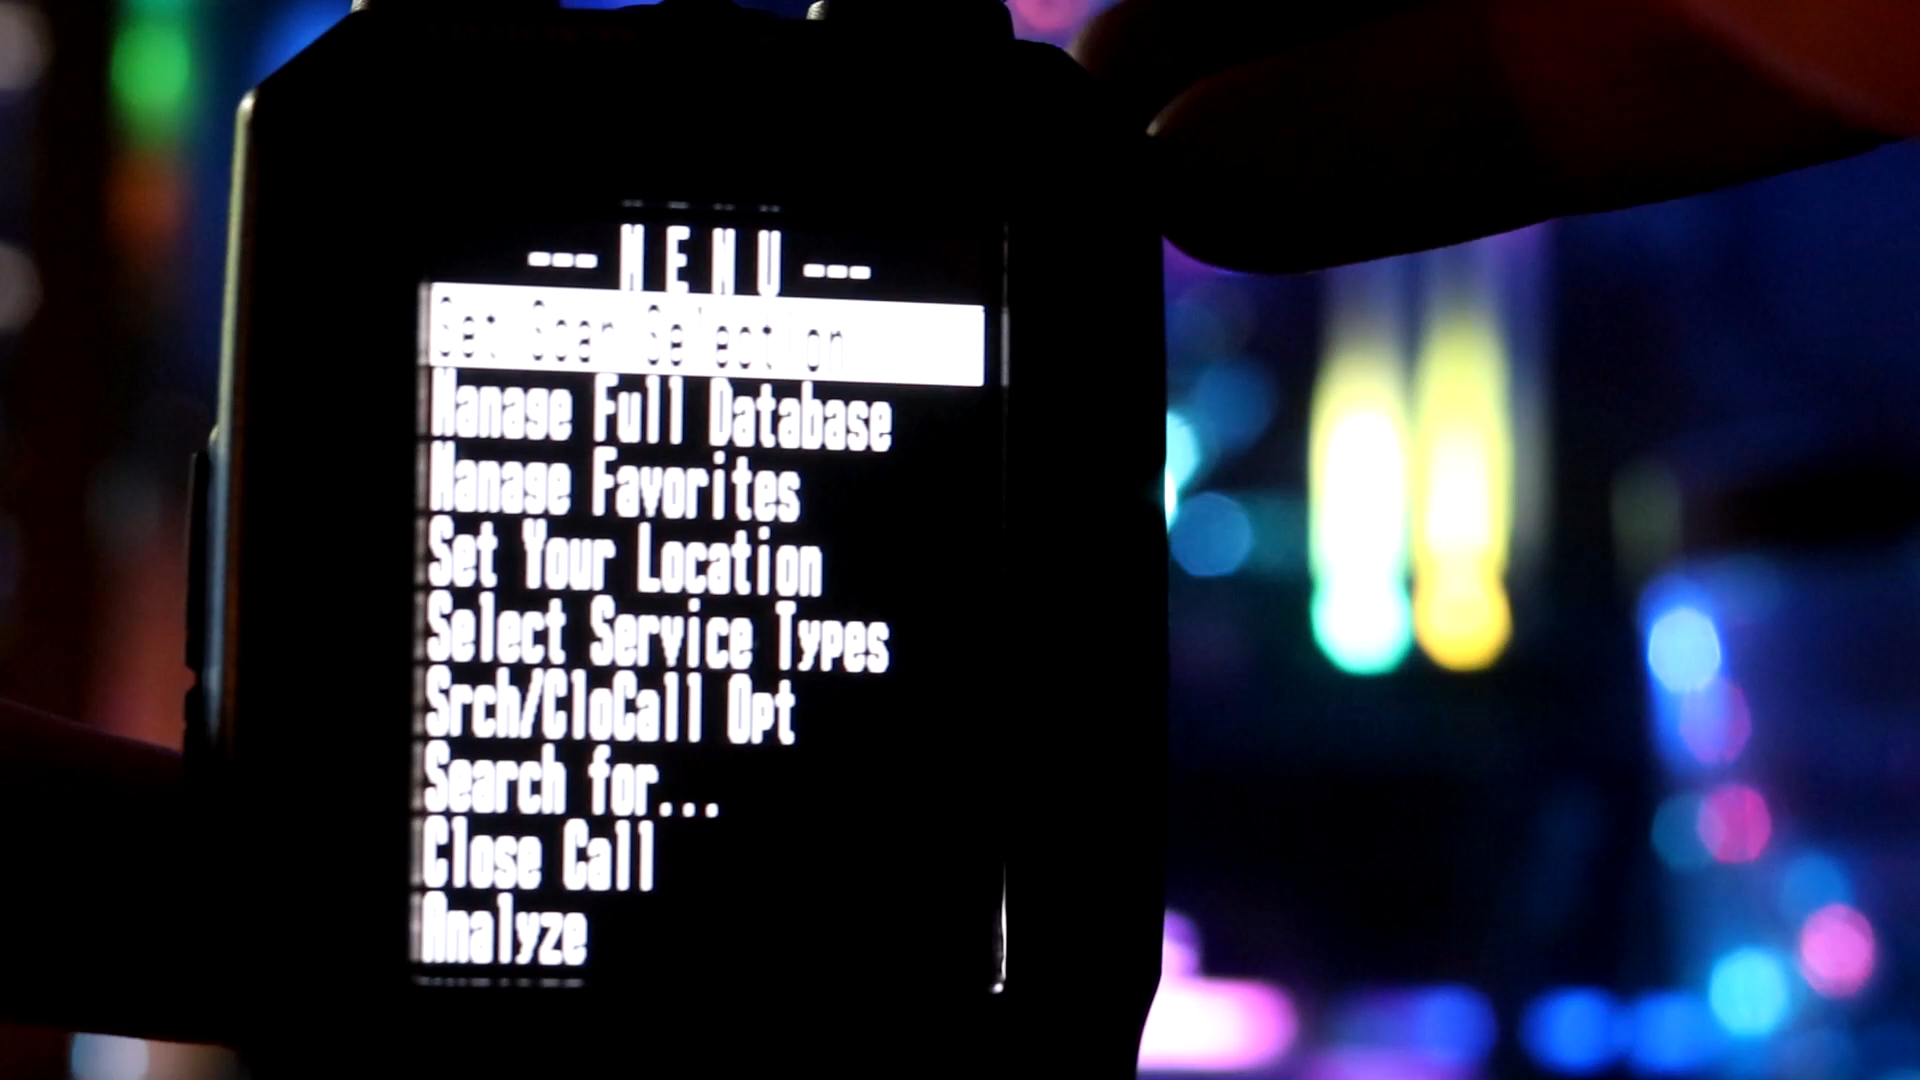 --- M E N U ---
Set Scan Selection
Manage Full Database
Manage Favorites
Set Your Location
Select Service Types
Srch/CloCall Opt
Search for...
Close Call
Analyze